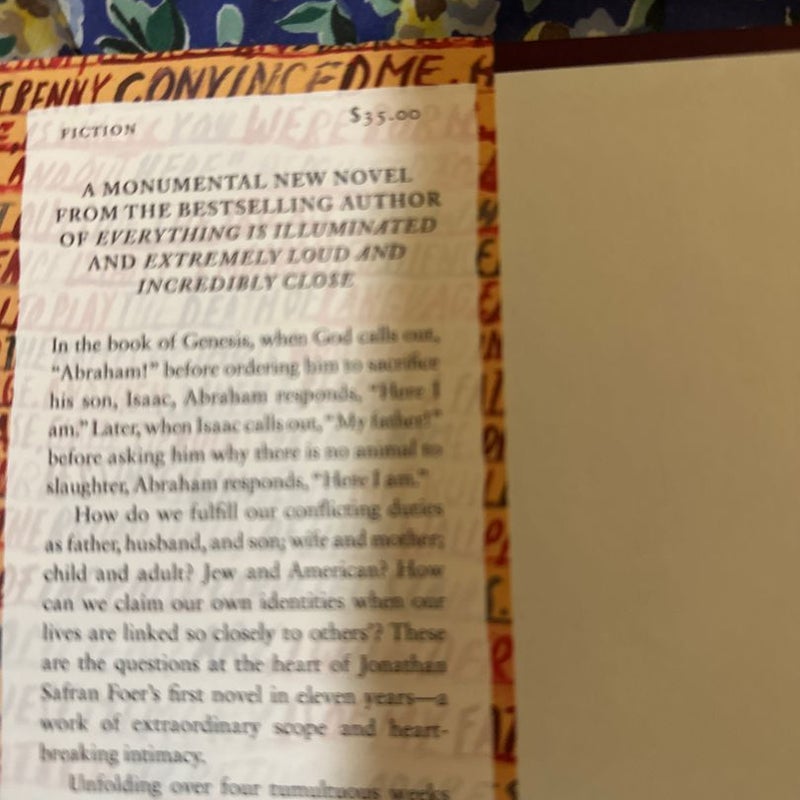 BENNY CONVINCED ME.
FICTION
$35.00
A MONUMENTAL NEW NOVEL
FROM THE BESTSELLING AUTHOR
OF EVERYTHING IS ILLUMINATED
AND EXTREMELY LOUD AND
INCREDIBLY CLOSE
In the book of Genesis, when God calls out,
“Abraham!” before ordering him to sacrifice
his son, Isaac, Abraham responds, “Here I
am.” Later, when Isaac calls out, “My father!”
before asking him why there is no animal to
slaughter, Abraham responds, “Here I am.”
How do we fulfill our conflicting duties
as father, husband, and son; wife and mother;
child and adult? Jew and American? How
can we claim our own identities when our
lives are linked so closely to others’? These
are the questions at the heart of Jonathan
Safran Foer’s first novel in eleven years—a
work of extraordinary scope and heart-
breaking intimacy.
Unfolding over four tumultuous weeks